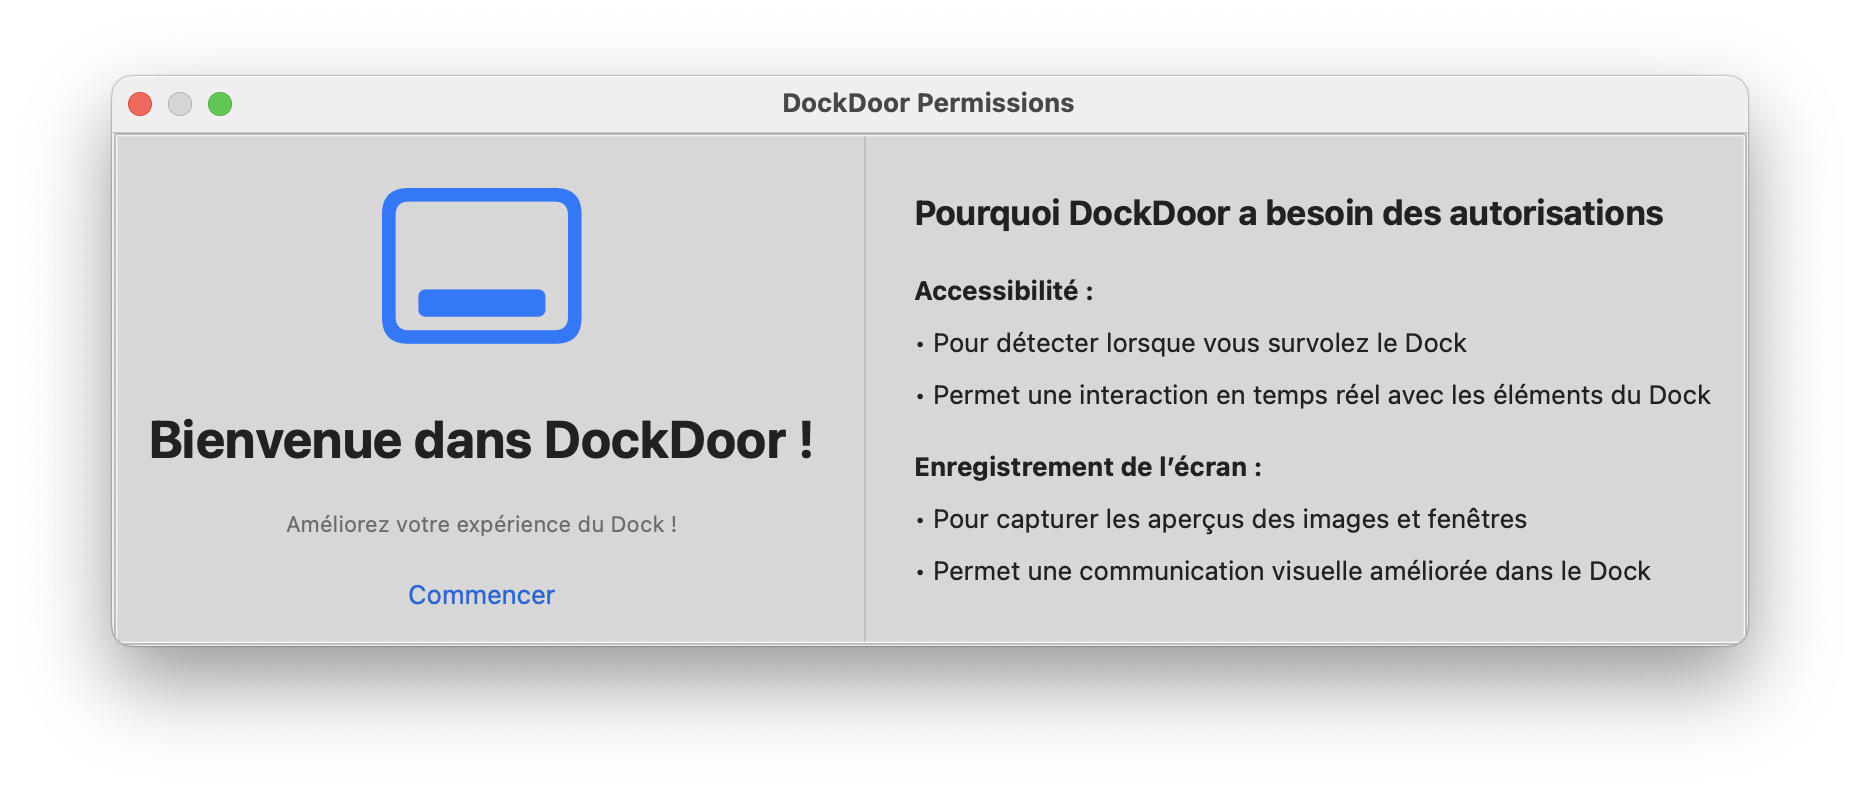 DockDoor Permissions
Bienvenue dans DockDoor !
Améliorez votre expérience du Dock !
Commencer
Pourquoi DockDoor a besoin des autorisations
Accessibilité :
• Pour détecter lorsque vous survolez le Dock
• Permet une interaction en temps réel avec les éléments du Dock
Enregistrement de l’écran :
• Pour capturer les aperçus des images et fenêtres
• Permet une communication visuelle améliorée dans le Dock